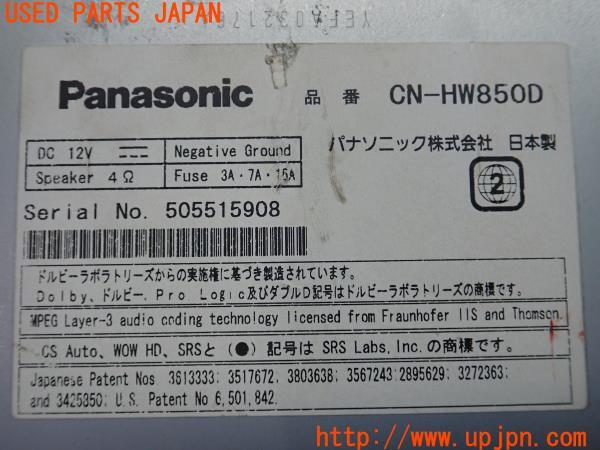 USED PARTS JAPAN
Panasonic 品番 CN-HW850D
DC 12V Negative Ground
Speaker 4Ω Fuse 3A・7A・15A
パナソニック株式会社 日本製
2
Serial No. 505515908
ドルビーラボラトリーズからの実施権に基づき製造されています。
Dolby、ドルビー、Pro Logic及びダブルD記号はドルビーラボラトリーズの商標です。
MPEG Layer-3 audio coding technology licensed from Fraunhofer IIS and Thomson.
CS Auto、WOW HD、SRSと(●)記号は SRS Labs, Inc. の商標です。
Japanese Patent Nos. 3613333; 3517672, 3803638; 3567243; 2895629; 3272363;
and 3425350; U.S. Patent No 6,501,842.
http://www.upjpn.com/